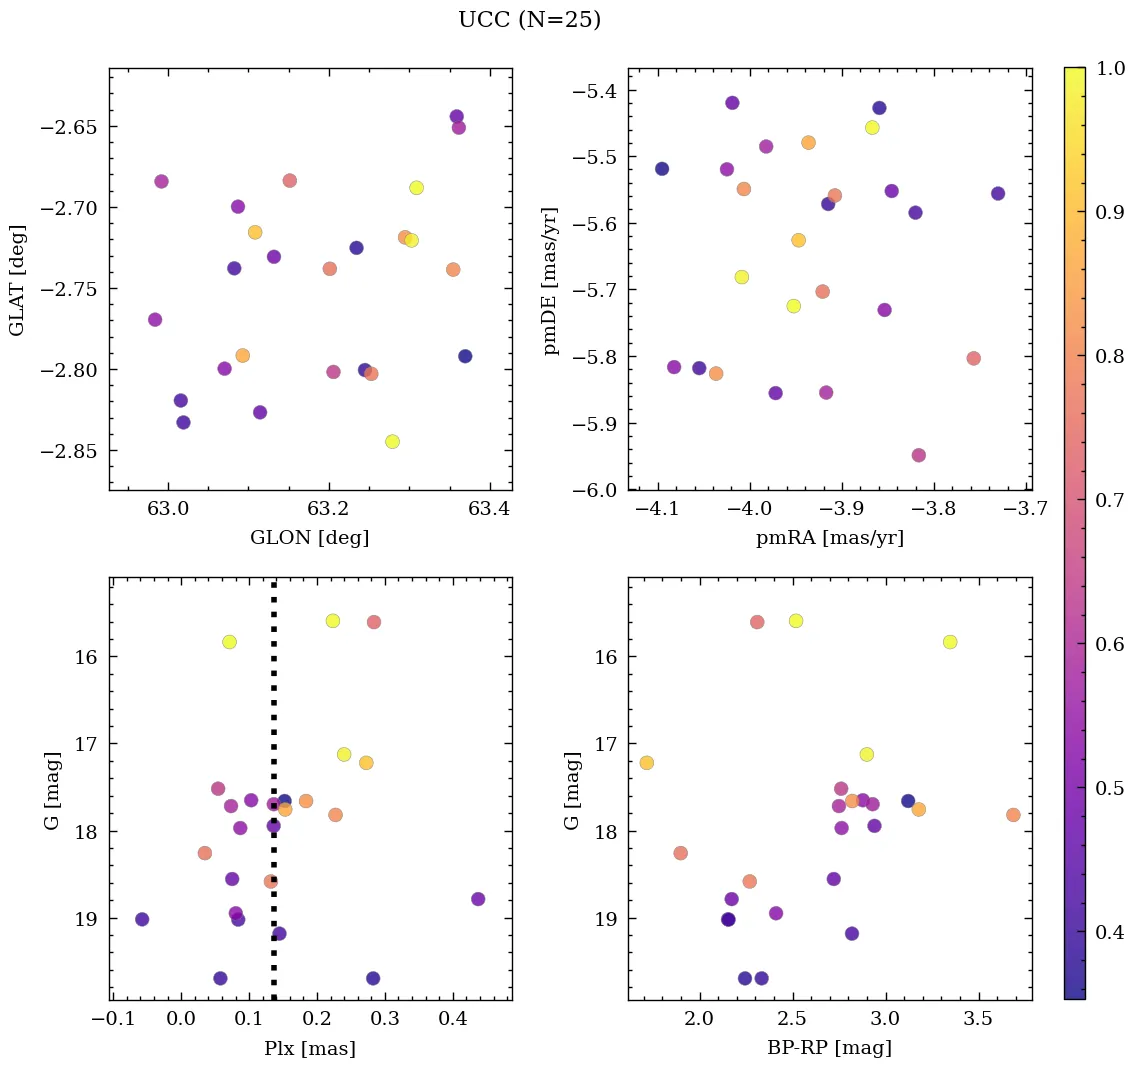 UCC (N=25)
−2.65
−2.70
−2.75
−2.80
−2.85
GLAT [deg]
63.0 63.2 63.4
GLON [deg]
−5.4
−5.5
−5.6
−5.7
−5.8
−5.9
−6.0
pmDE [mas/yr]
−4.1 −4.0 −3.9 −3.8 −3.7
pmRA [mas/yr]
16
17
18
19
G [mag]
−0.1 0.0 0.1 0.2 0.3 0.4
Plx [mas]
16
17
18
19
G [mag]
2.0 2.5 3.0 3.5
BP-RP [mag]
1.0
0.9
0.8
0.7
0.6
0.5
0.4